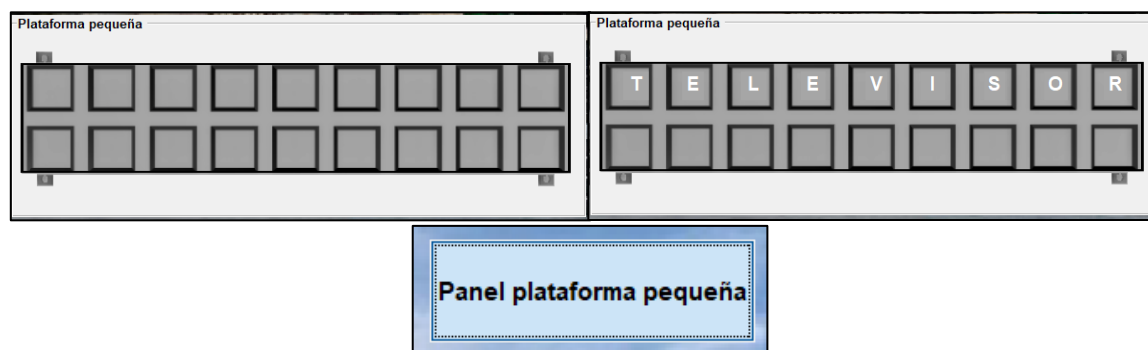 Plataforma pequeña
Plataforma pequeña
T E L E V I S O R
Panel plataforma pequeña